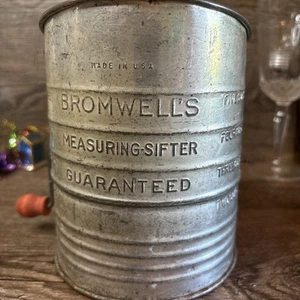 MADE IN U.S.A.
BROMWELL'S
MEASURING-SIFTER
GUARANTEED